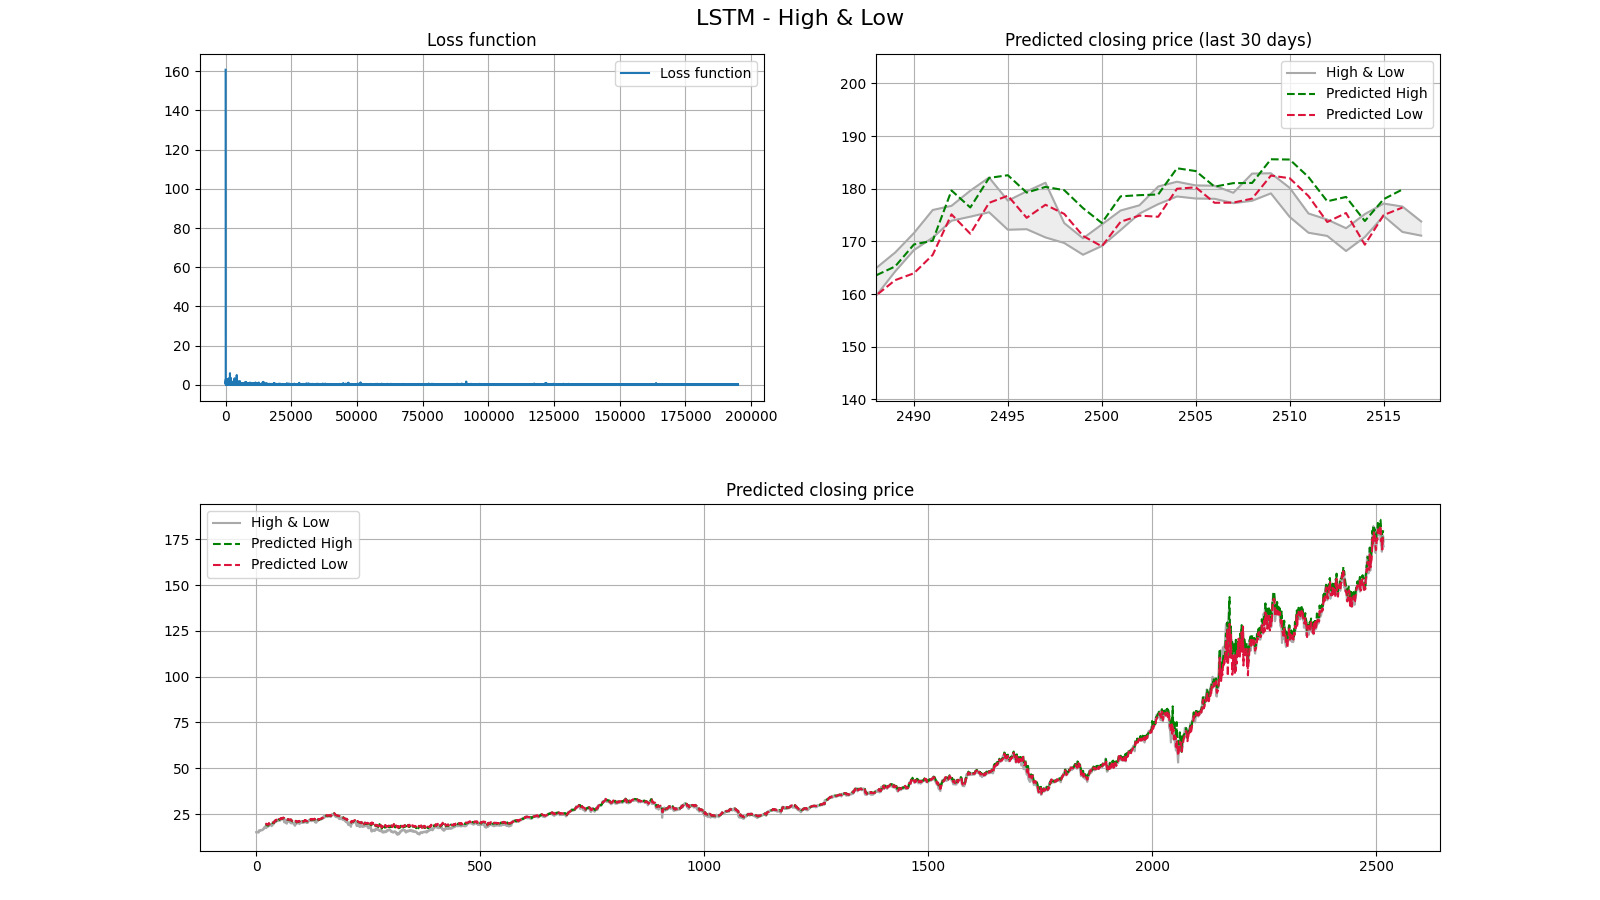 LSTM - High & Low
Loss function
160
140
120
100
80
60
40
20
0
0 25000 50000 75000 100000 125000 150000 175000 200000
Loss function
Predicted closing price (last 30 days)
200
190
180
170
160
150
140
2490 2495 2500 2505 2510 2515
High & Low
Predicted High
Predicted Low
Predicted closing price
175
150
125
100
75
50
25
0 500 1000 1500 2000 2500
High & Low
Predicted High
Predicted Low